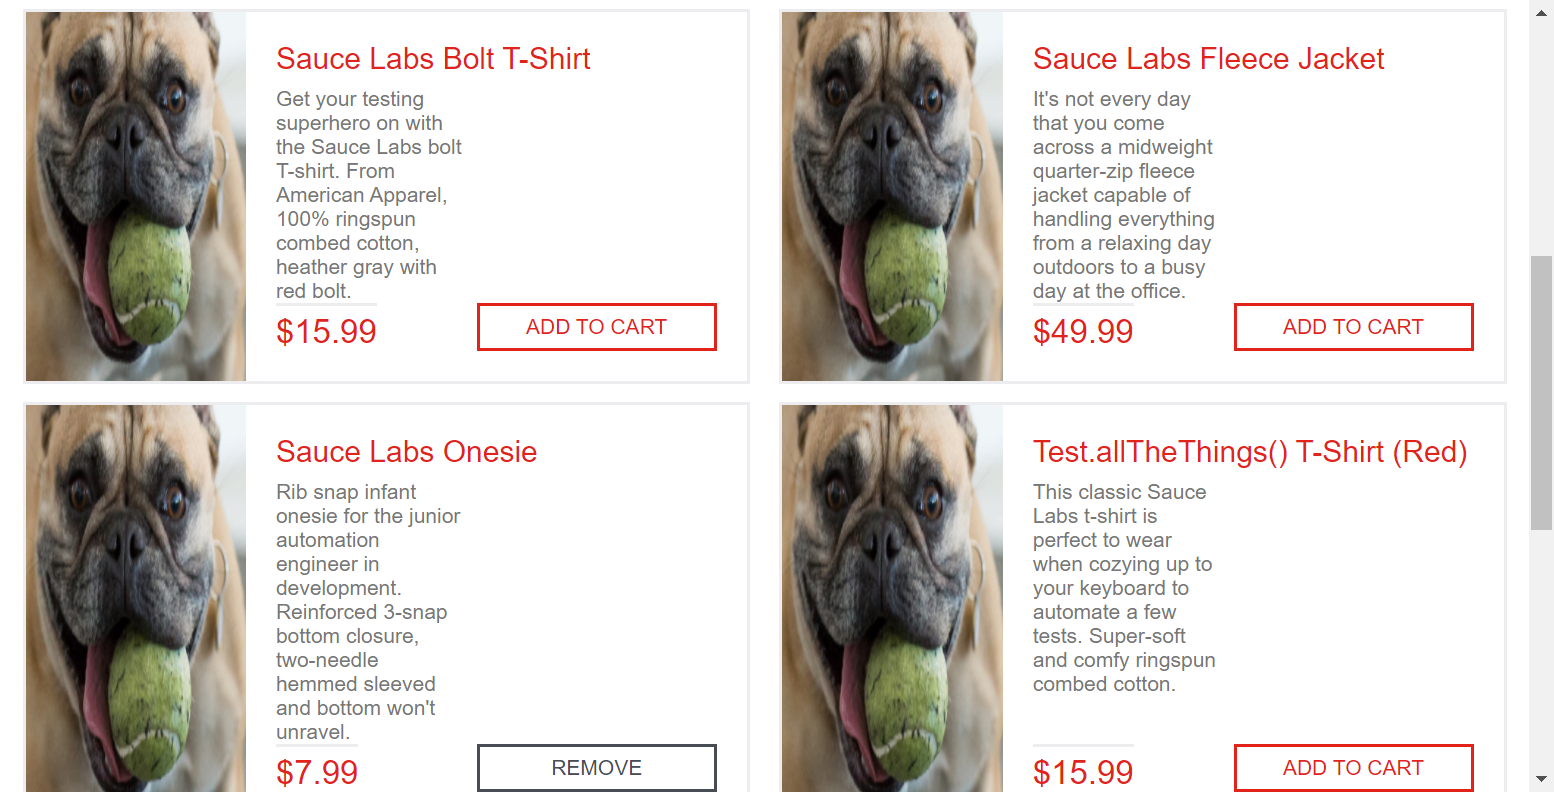 Sauce Labs Bolt T-Shirt
Get your testing
superhero on with
the Sauce Labs bolt
T-shirt. From
American Apparel,
100% ringspun
combed cotton,
heather gray with
red bolt.
$15.99
ADD TO CART
Sauce Labs Fleece Jacket
It's not every day
that you come
across a midweight
quarter-zip fleece
jacket capable of
handling everything
from a relaxing day
outdoors to a busy
day at the office.
$49.99
ADD TO CART
Sauce Labs Onesie
Rib snap infant
onesie for the junior
automation
engineer in
development.
Reinforced 3-snap
bottom closure,
two-needle
hemmed sleeved
and bottom won't
unravel.
$7.99
REMOVE
Test.allTheThings() T-Shirt (Red)
This classic Sauce
Labs t-shirt is
perfect to wear
when cozying up to
your keyboard to
automate a few
tests. Super-soft
and comfy ringspun
combed cotton.
$15.99
ADD TO CART